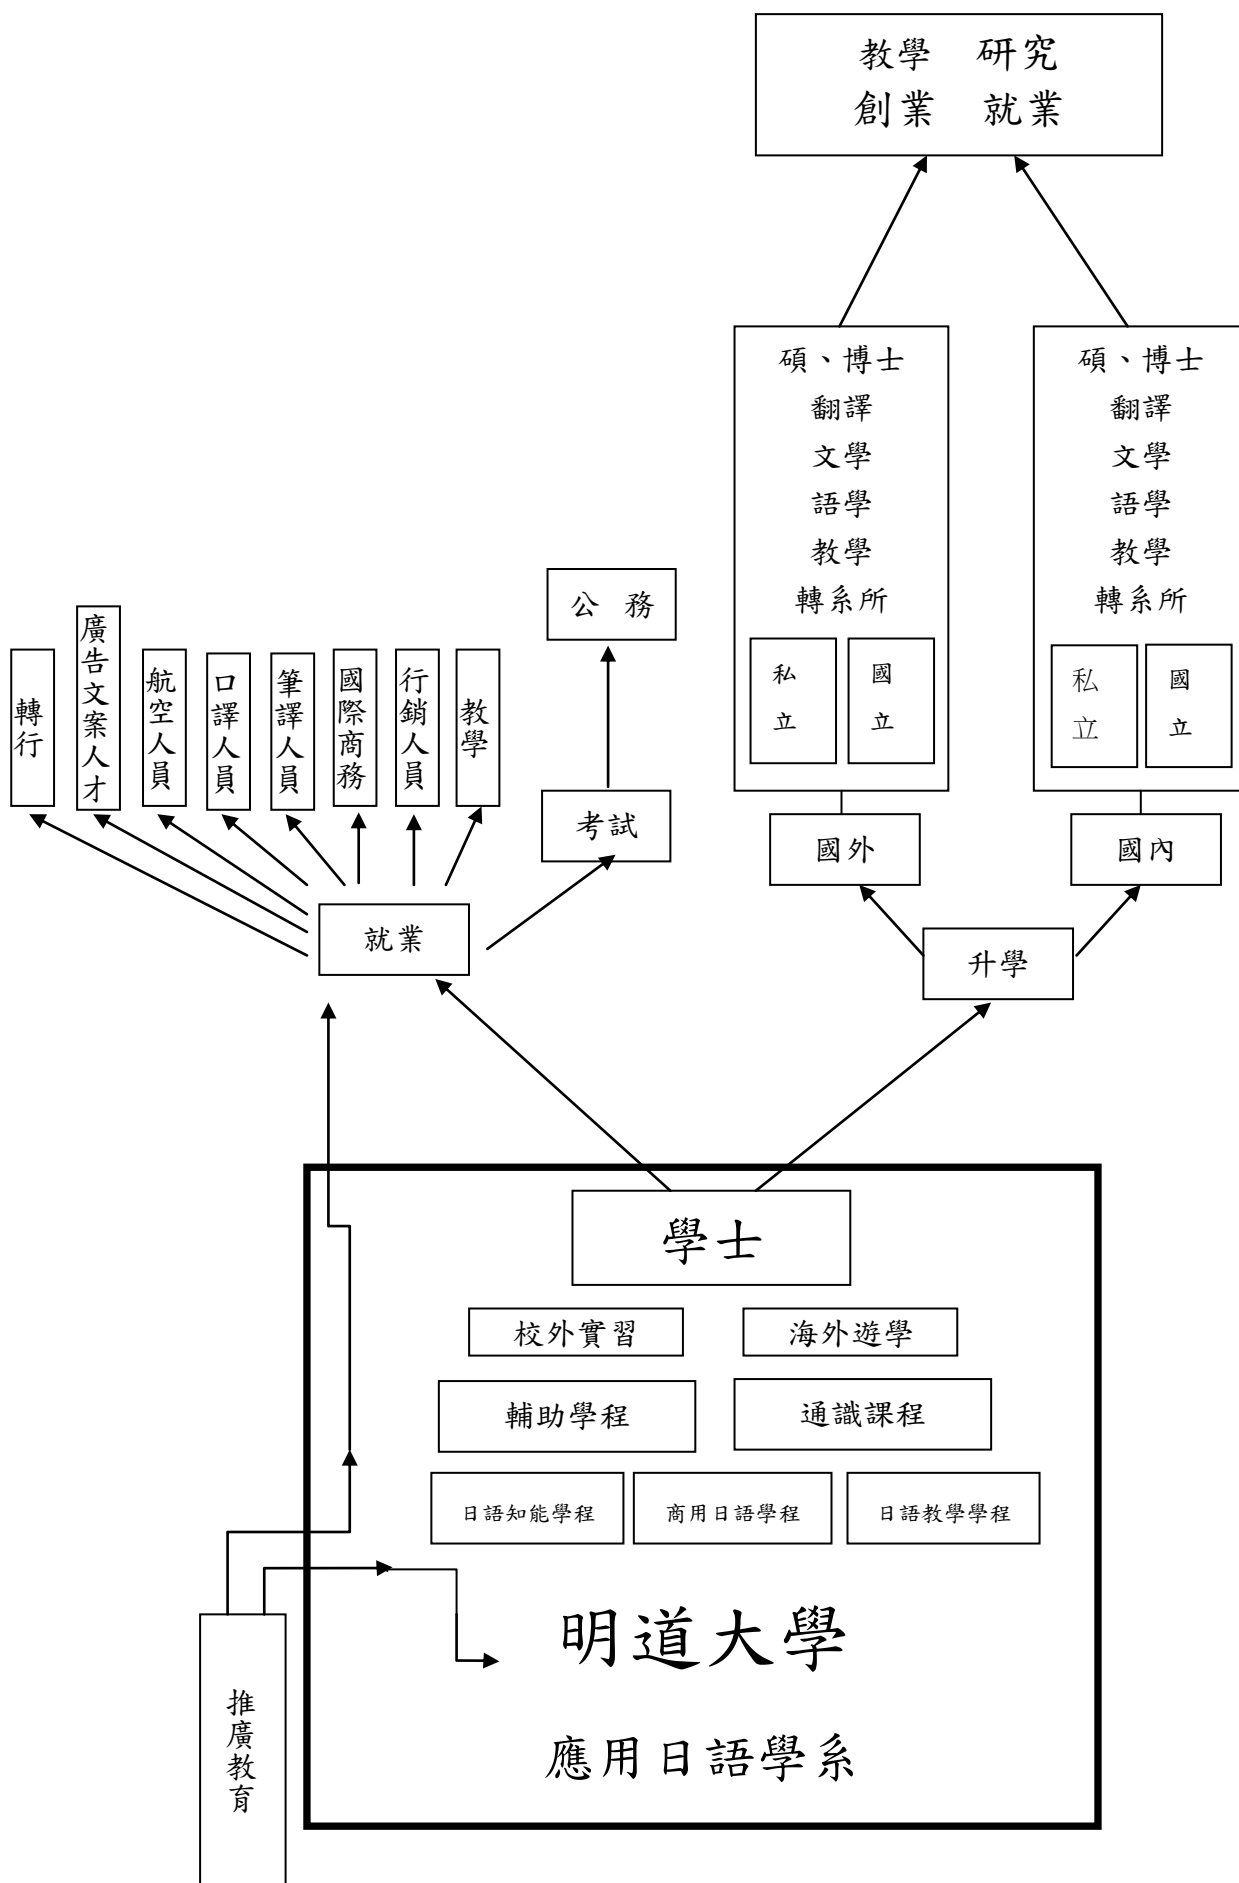 教學　研究
創業　就業
碩、博士
翻譯
文學
語學
教學
轉系所
私立
國立
碩、博士
翻譯
文學
語學
教學
轉系所
私立
國立
公 務
轉行
廣告文案人才
航空人員
口譯人員
筆譯人員
國際商務
行銷人員
教學
考試
國外
國內
就業
升學
學士
校外實習
海外遊學
輔助學程
通識課程
日語知能學程
商用日語學程
日語教學學程
明道大學
應用日語學系
推廣教育